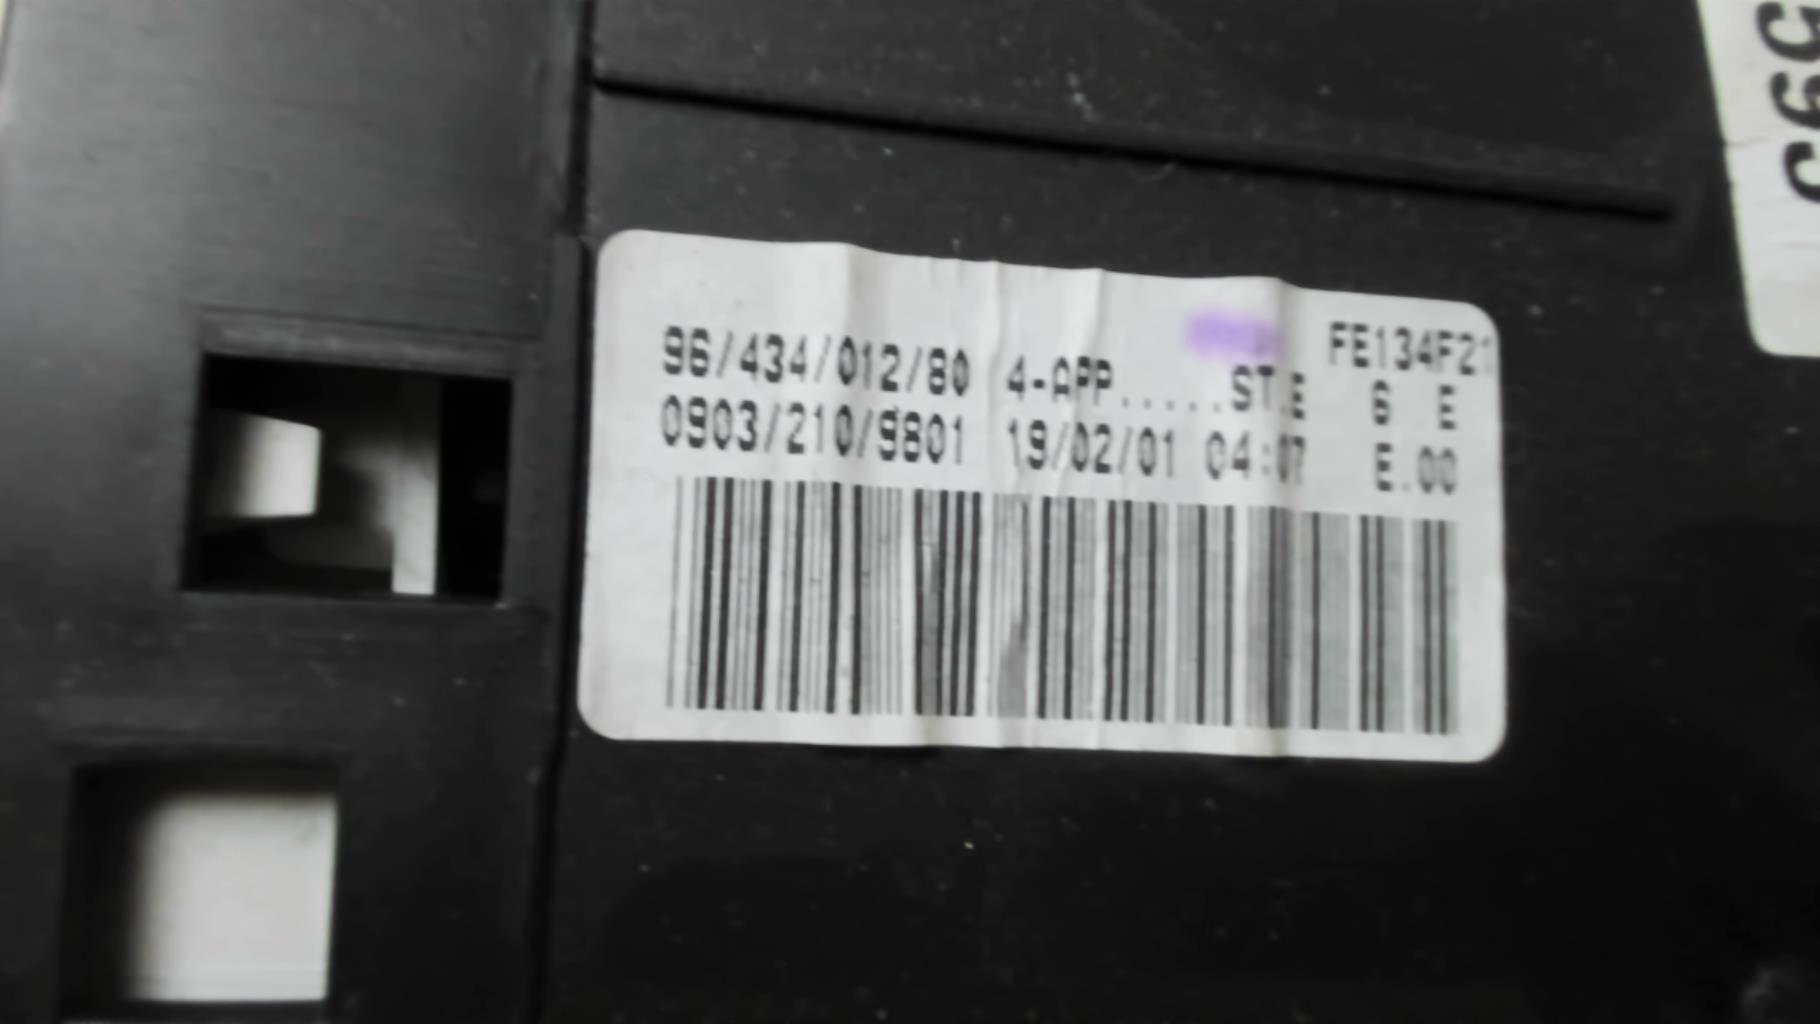 FE134F21
96/434/012/80 4-APP.....ST.E 6 E
0903/210/9801 19/02/01 04:07 E.00